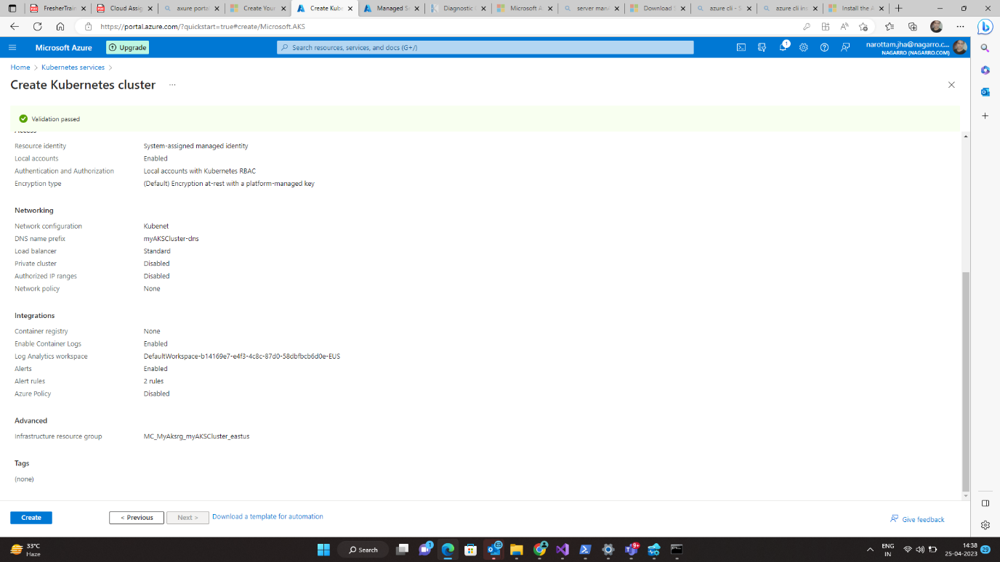 FresherTrain
Cloud Assig
axure porta
Create Your
Create Kube
Managed Se
Diagnostic
Microsoft A
server manA
Download S
azure cli - S
azure cli ins
Install the A
https://portal.azure.com/?quickstart=true#create/Microsoft.AKS
Microsoft Azure
Upgrade
Search resources, services, and docs (G+/)
1
narottam.jha@nagarro.c...
NAGARRO (NAGARRO.COM)
Home > Kubernetes services >
Create Kubernetes cluster ...
Validation passed
Access
Resource identity System-assigned managed identity
Local accounts Enabled
Authentication and Authorization Local accounts with Kubernetes RBAC
Encryption type (Default) Encryption at-rest with a platform-managed key
Networking
Network configuration Kubenet
DNS name prefix myAKSCluster-dns
Load balancer Standard
Private cluster Disabled
Authorized IP ranges Disabled
Network policy None
Integrations
Container registry None
Enable Container Logs Enabled
Log Analytics workspace DefaultWorkspace-b14169e7-e4f3-4c8c-87d0-58dbfbcb6d0e-EUS
Alerts Enabled
Alert rules 2 rules
Azure Policy Disabled
Advanced
Infrastructure resource group MC_MyAksrg_myAKSCluster_eastus
Tags
(none)
Create
< Previous
Next >
Download a template for automation
Give feedback
33°C
Haze
Search
1
9+
ENG
IN
14:38
25-04-2023
29